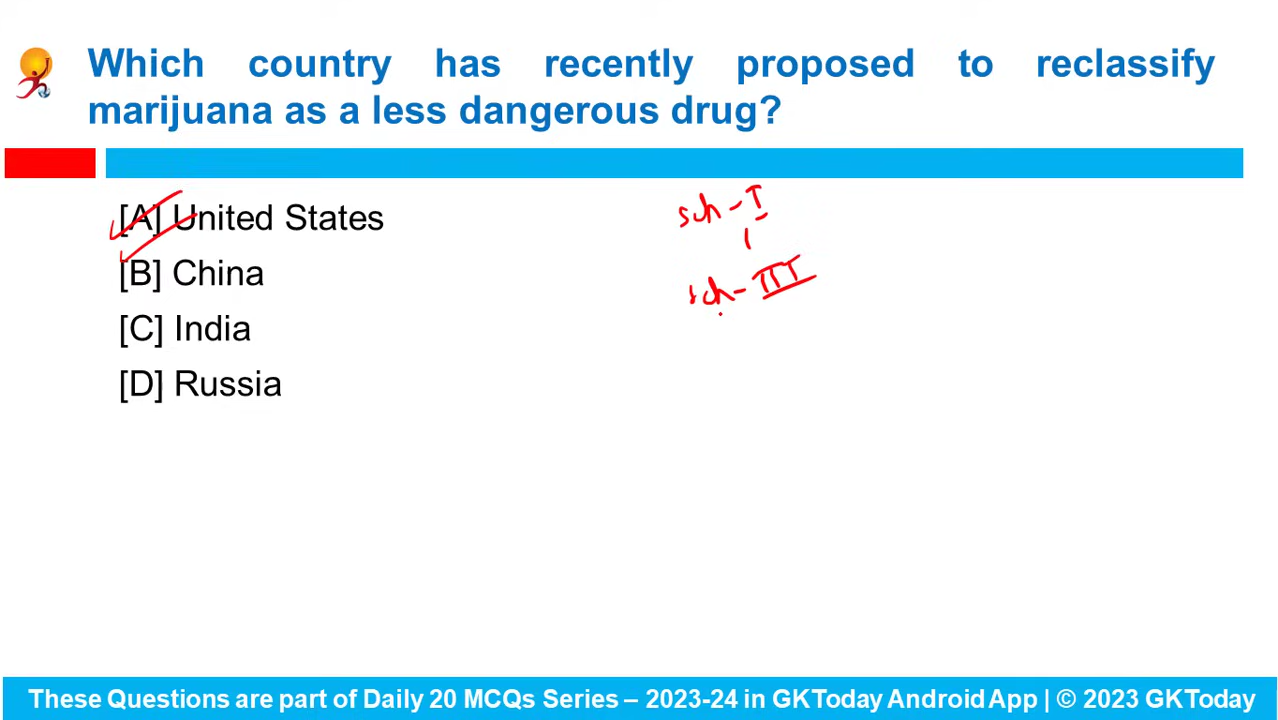 Which country has recently proposed to reclassify
marijuana as a less dangerous drug?
[A] United States
sch - I
[B] China
sch - III
[C] India
[D] Russia
These Questions are part of Daily 20 MCQs Series – 2023-24 in GKToday Android App | © 2023 GKToday